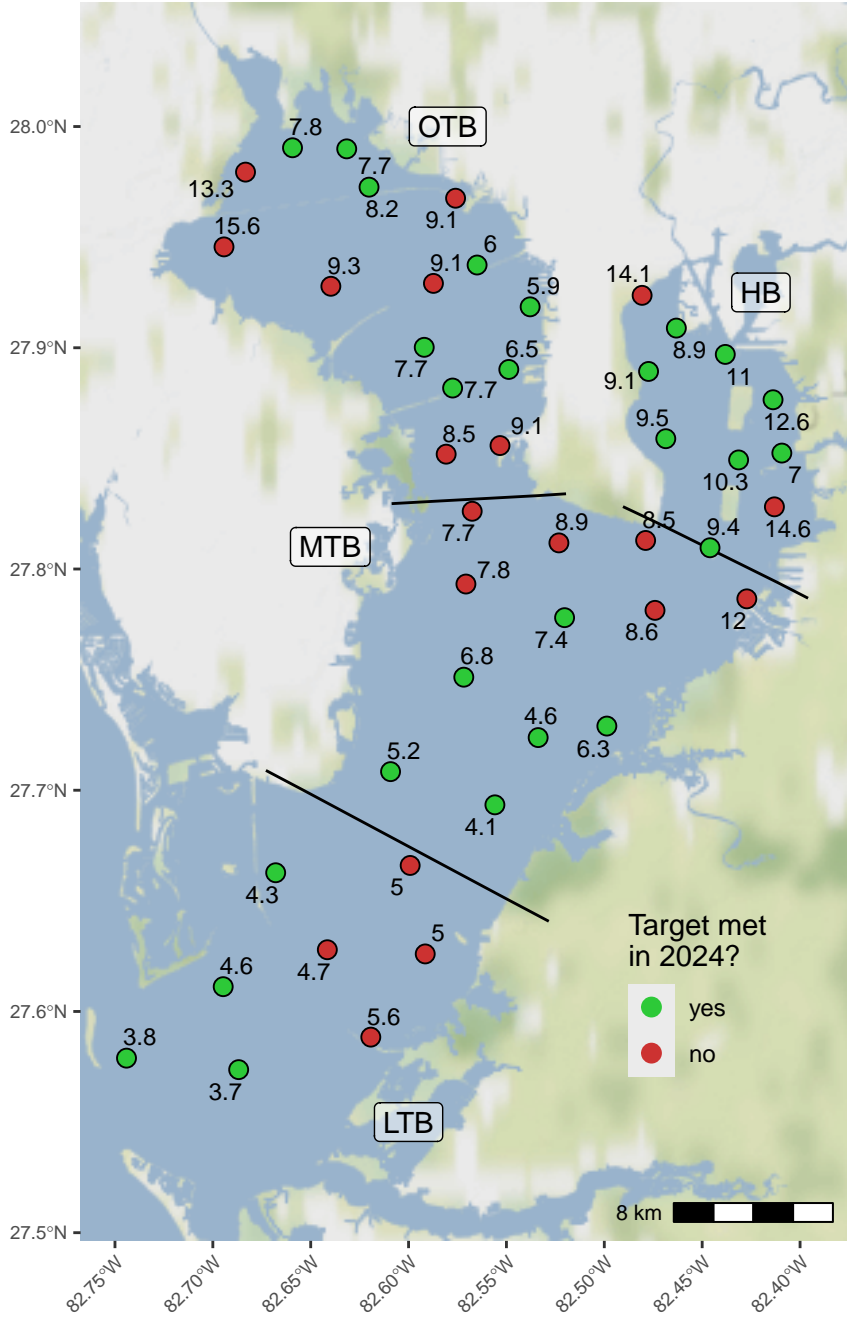 28.0°N
27.9°N
27.8°N
27.7°N
27.6°N
27.5°N
OTB
7.8
7.7
13.3
8.2
9.1
15.6
6
9.3
9.1
5.9
14.1
HB
8.9
11
7.7
6.5
9.1
7.7
12.6
8.5
9.1
9.5
10.3
7
MTB
7.7
8.9
8.5
9.4
14.6
7.8
7.4
8.6
12
6.8
4.6
6.3
5.2
4.1
4.3
5
4.7
5
4.6
5.6
3.8
3.7
LTB
Target met
in 2024?
yes
no
8 km
82.75°W
82.70°W
82.65°W
82.60°W
82.55°W
82.50°W
82.45°W
82.40°W